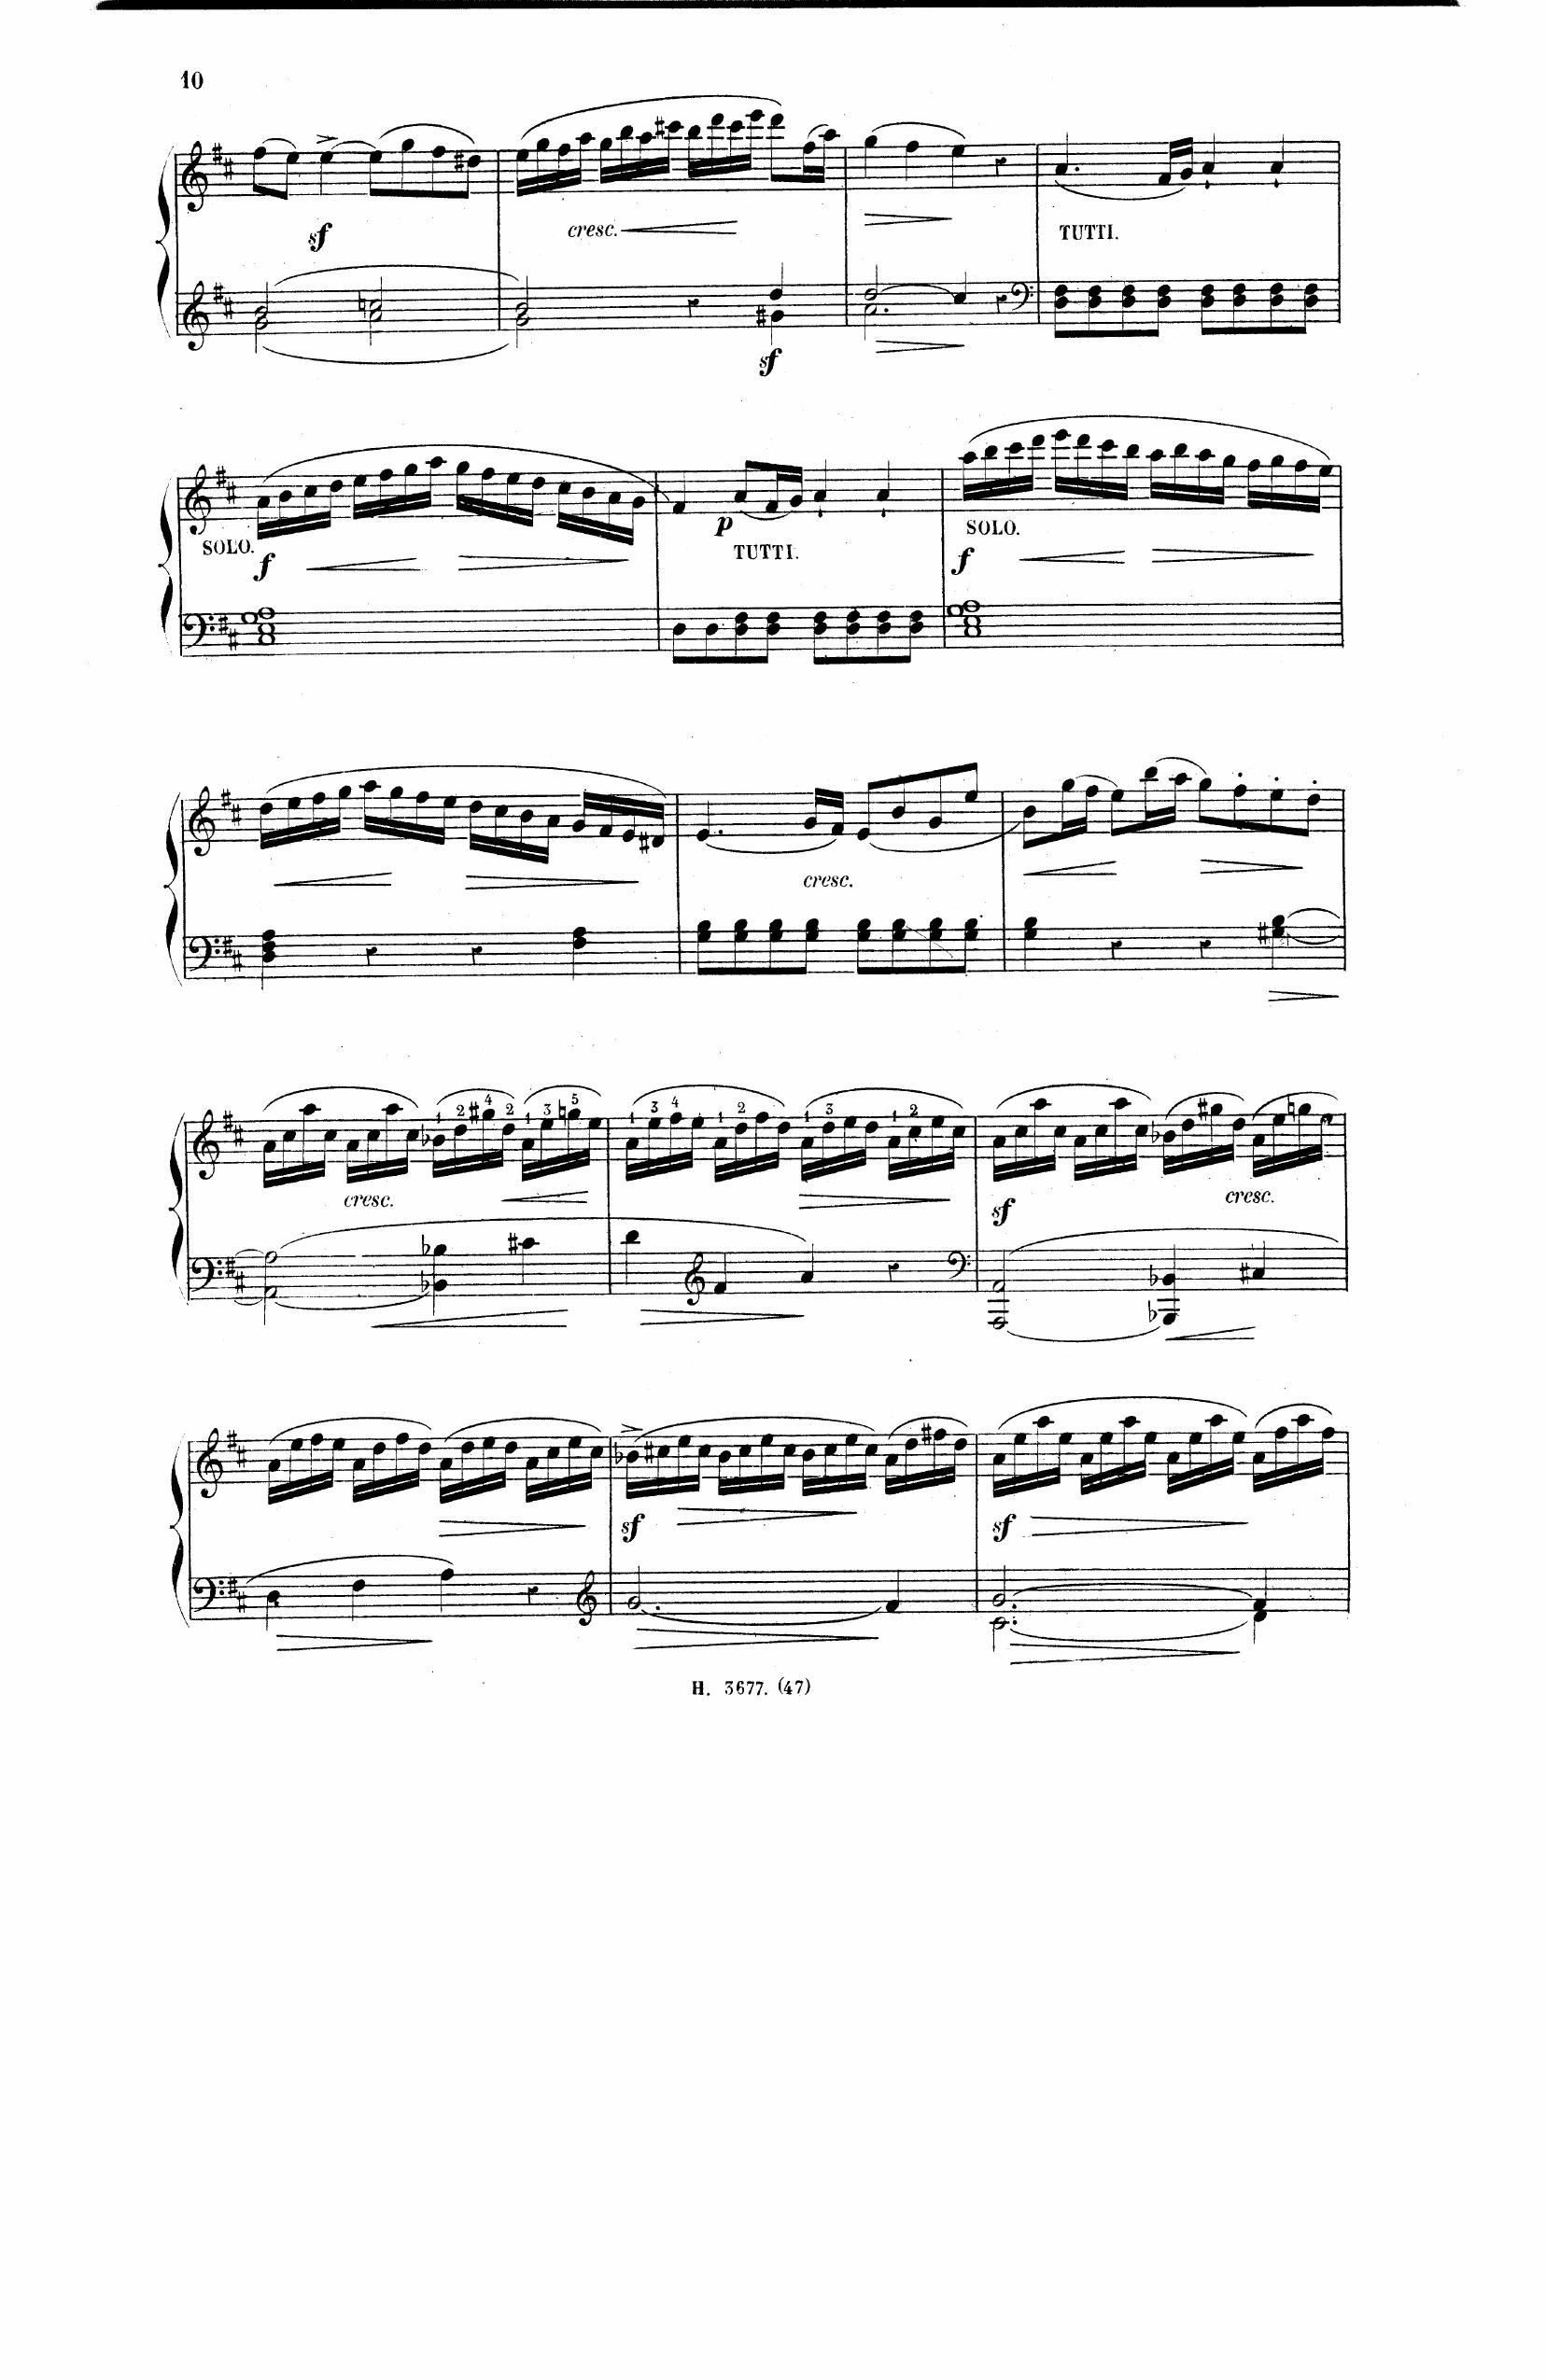 10
sf
cresc.
sf
TUTTI.
SOLO.
f
p
TUTTI.
SOLO.
f
cresc.
1 2 4 2 1 3 5
1 3 4 1 2 1 3 1 2
cresc.
sf
cresc.
sf
sf
H. 3677. (47)